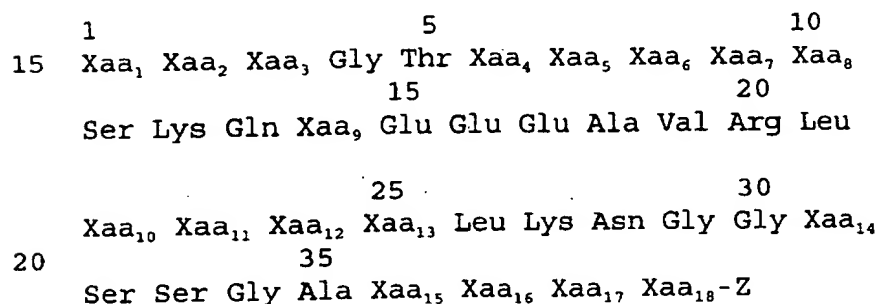 1 5 10
15 Xaa₁ Xaa₂ Xaa₃ Gly Thr Xaa₄ Xaa₅ Xaa₆ Xaa₇ Xaa₈
15 20
Ser Lys Gln Xaa₉ Glu Glu Glu Ala Val Arg Leu
25 30
Xaa₁₀ Xaa₁₁ Xaa₁₂ Xaa₁₃ Leu Lys Asn Gly Gly Xaa₁₄
20 35
Ser Ser Gly Ala Xaa₁₅ Xaa₁₆ Xaa₁₇ Xaa₁₈-Z